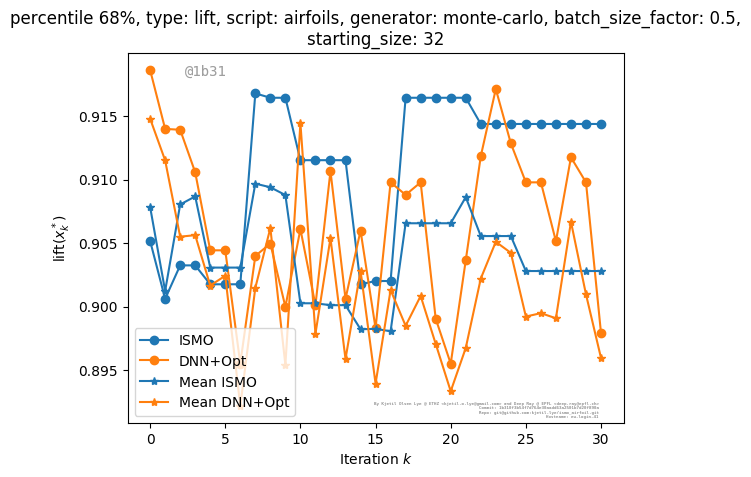 percentile 68%, type: lift, script: airfoils, generator: monte-carlo, batch_size_factor: 0.5,
starting_size: 32
@1b31
0.915
0.910
0.905
0.900
0.895
lift(x*k)
ISMO
DNN+Opt
Mean ISMO
Mean DNN+Opt
0 5 10 15 20 25 30
Iteration k